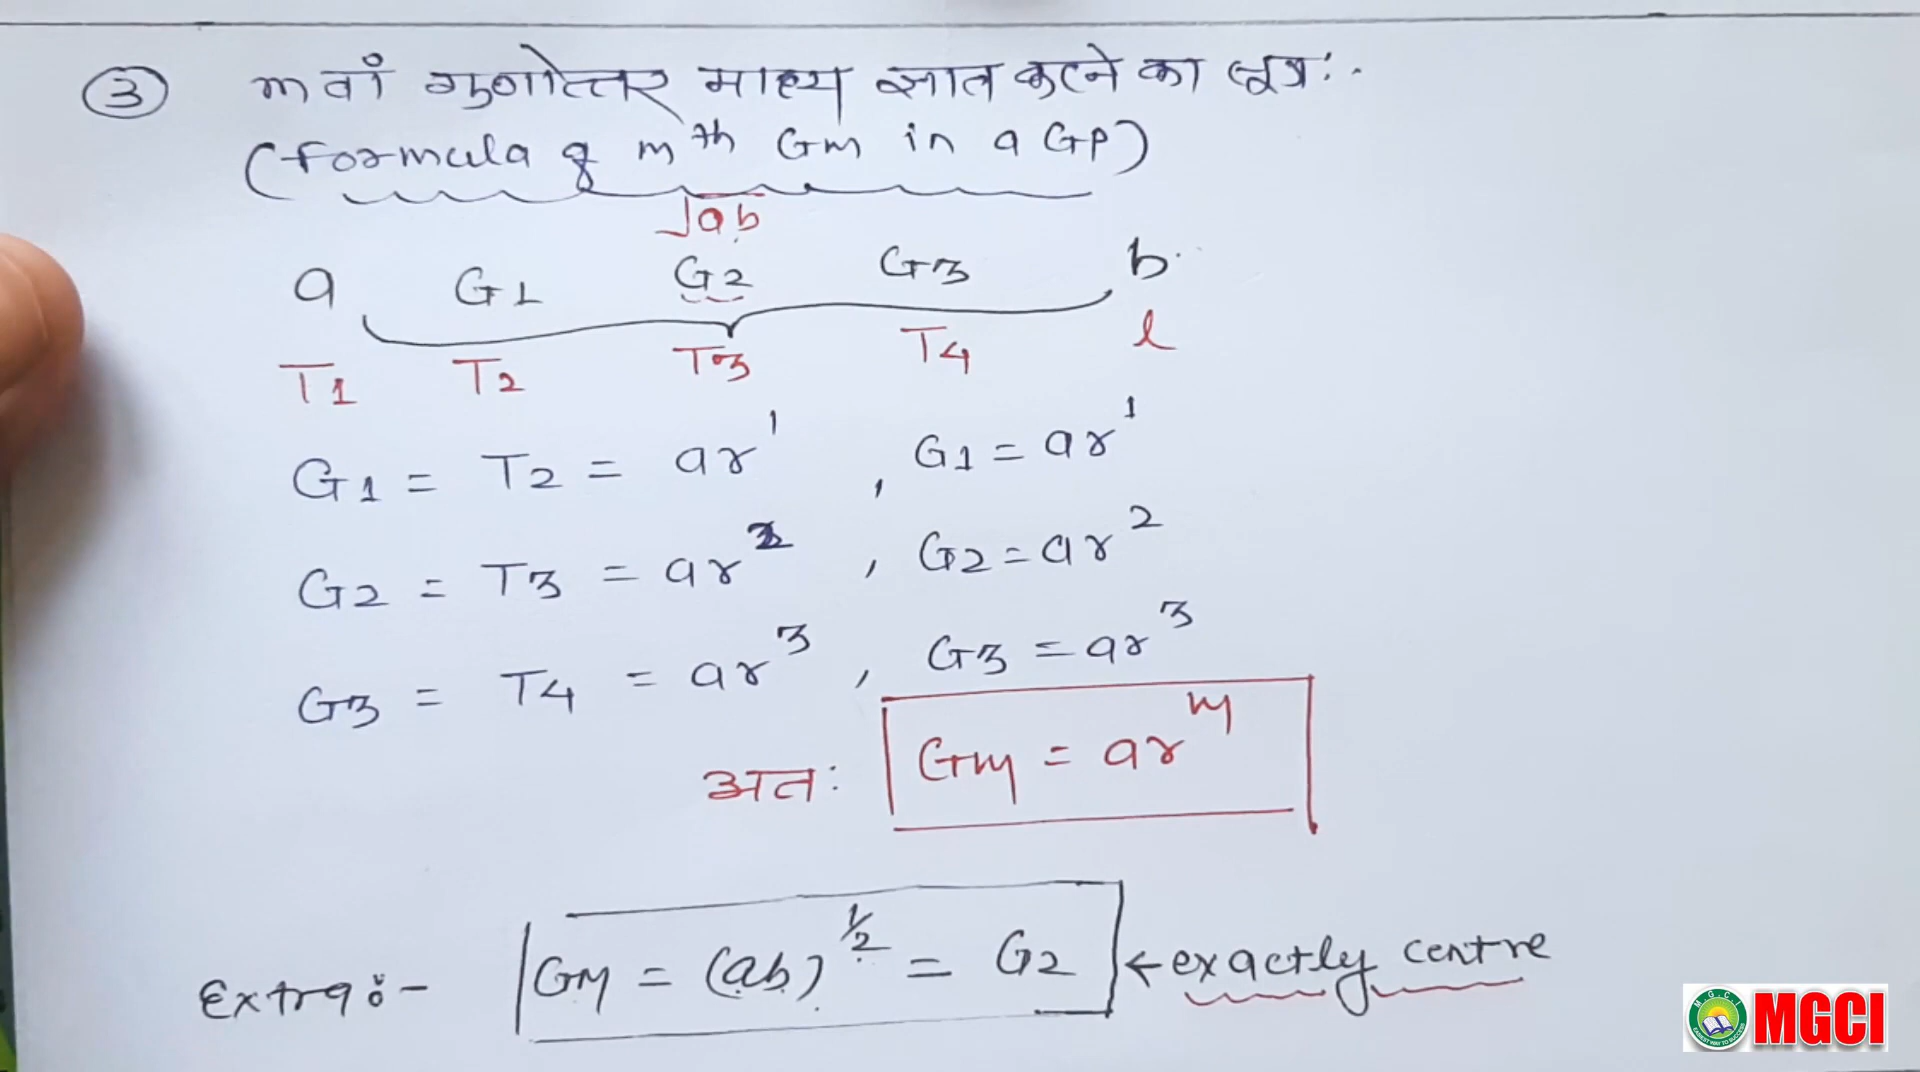 ③ m वां गुणोत्तर माध्य ज्ञात करने का सूत्र :-
(Formula of mth Gm in a GP)
√ab
a G1 G2 G3 b
T1 T2 T3 T4 l
G1 = T2 = ar¹ , G1 = ar¹
G2 = T3 = ar² , G2 = ar²
G3 = T4 = ar³ , G3 = ar³
अतः Gm = arᵐ
Extra :- GM = (ab)^½ = G2 ← exactly centre
MGCI